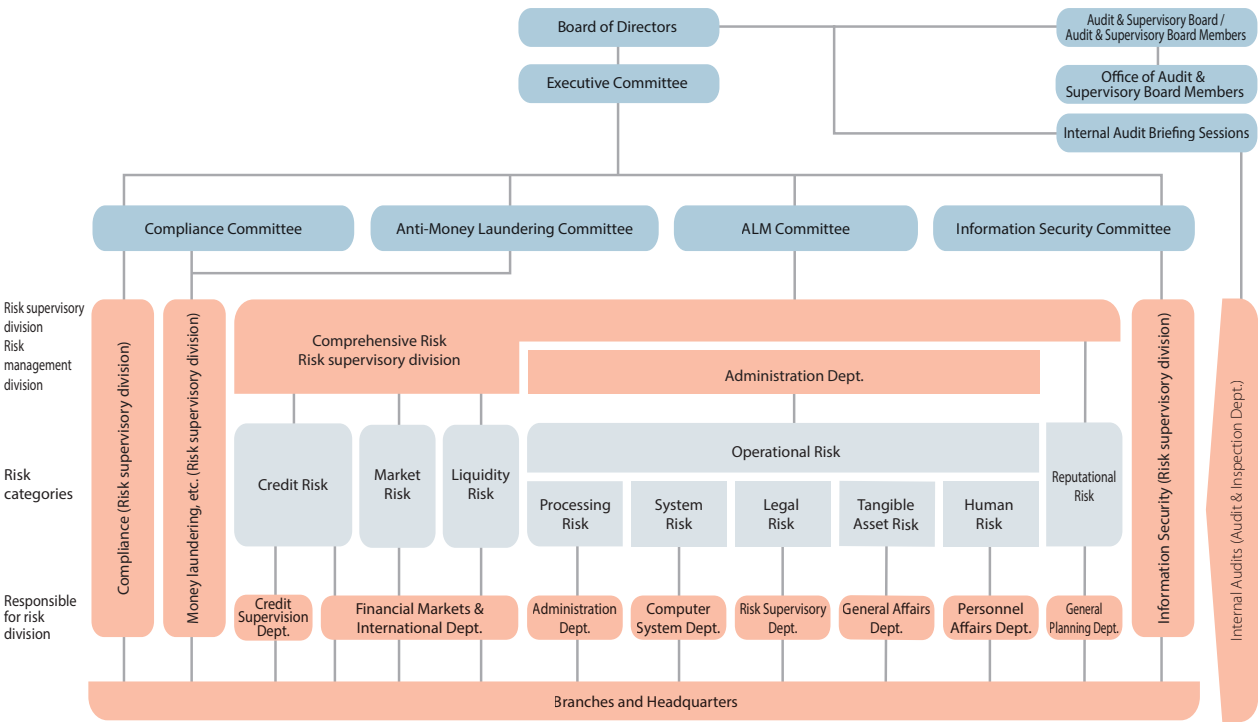 Board of Directors
Audit & Supervisory Board /
Audit & Supervisory Board Members
Executive Committee
Office of Audit &
Supervisory Board Members
Internal Audit Briefing Sessions
Compliance Committee
Anti-Money Laundering Committee
ALM Committee
Information Security Committee
Risk supervisory
division
Risk
management
division
Compliance (Risk supervisory division)
Money laundering, etc. (Risk supervisory division)
Comprehensive Risk
Risk supervisory division
Administration Dept.
Information Security (Risk supervisory division)
Internal Audits (Audit & Inspection Dept.)
Risk
categories
Credit Risk
Market
Risk
Liquidity
Risk
Operational Risk
Processing
Risk
System
Risk
Legal
Risk
Tangible
Asset Risk
Human
Risk
Reputational
Risk
Responsible
for risk
division
Credit
Supervision
Dept.
Financial Markets &
International Dept.
Administration
Dept.
Computer
System Dept.
Risk Supervisory
Dept.
General Affairs
Dept.
Personnel
Affairs Dept.
General
Planning Dept.
Branches and Headquarters